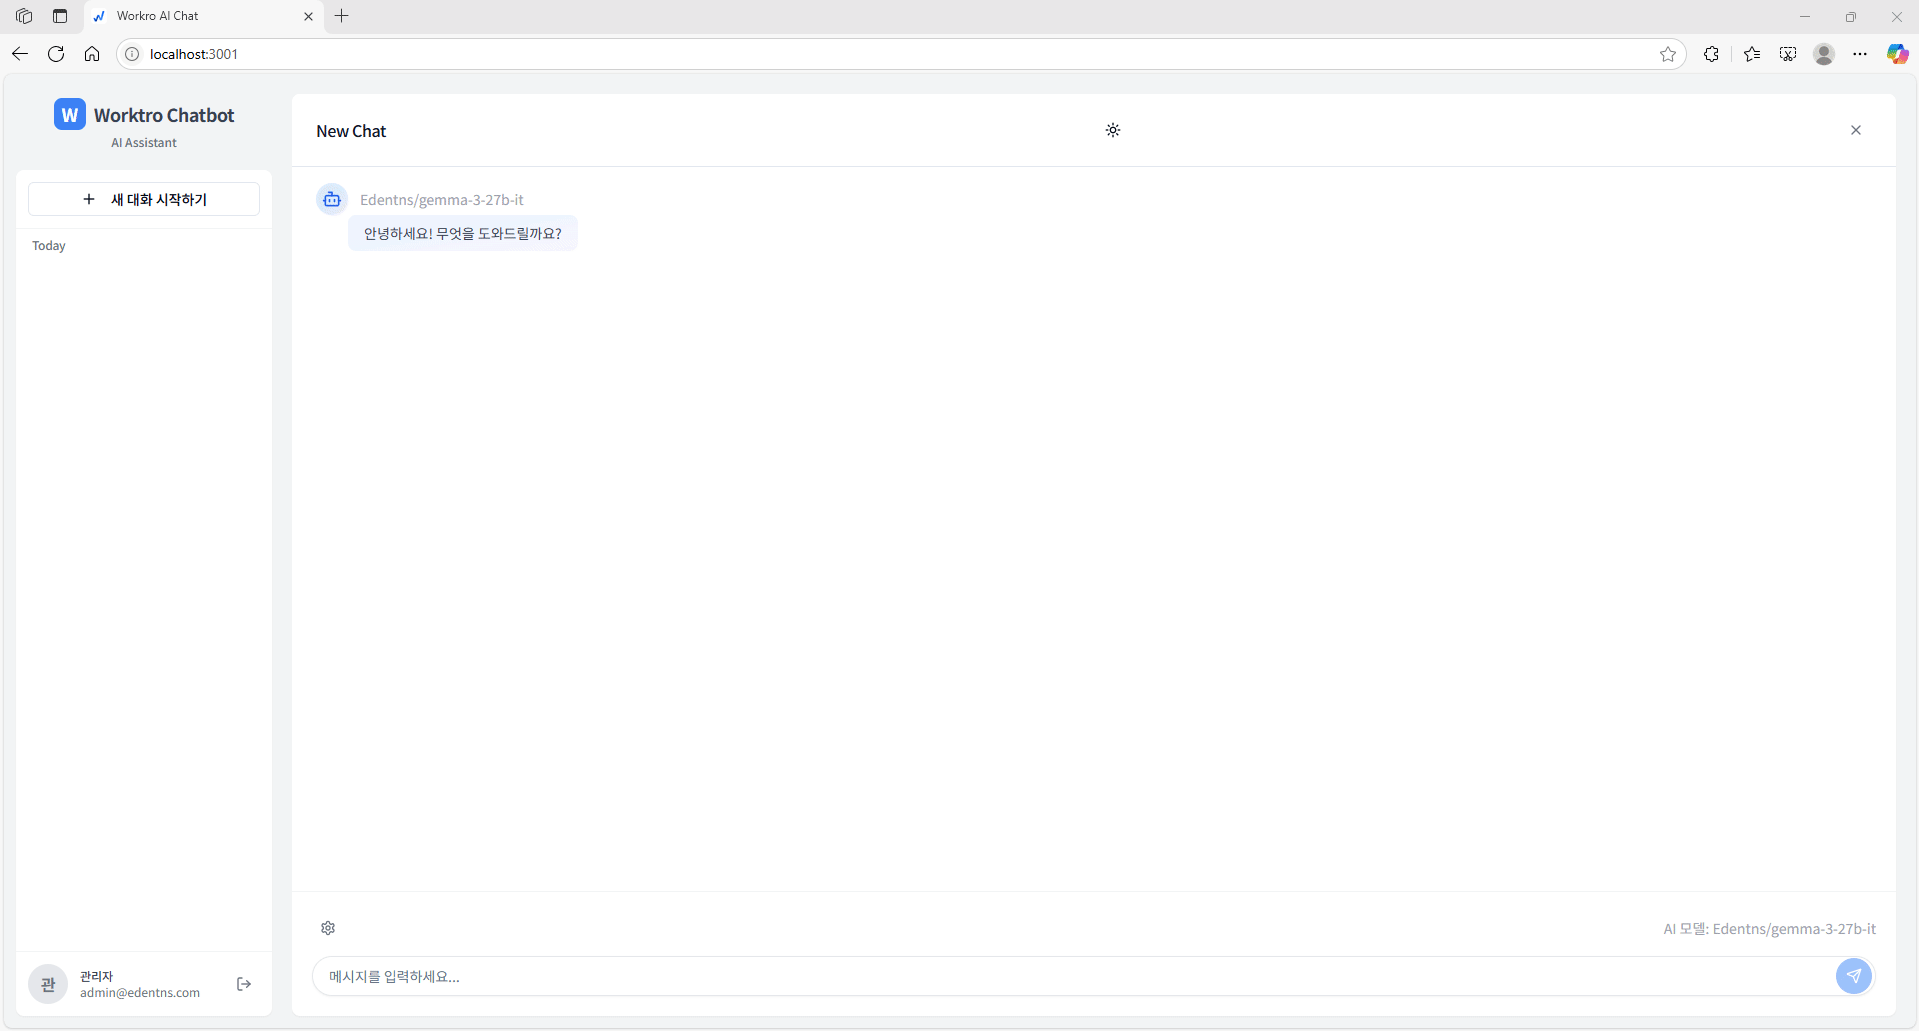 Workro AI Chat
localhost:3001
W Worktro Chatbot
AI Assistant
새 대화 시작하기
Today
관
관리자
admin@edentns.com
New Chat
Edentns/gemma-3-27b-it
안녕하세요! 무엇을 도와드릴까요?
AI 모델: Edentns/gemma-3-27b-it
메시지를 입력하세요...